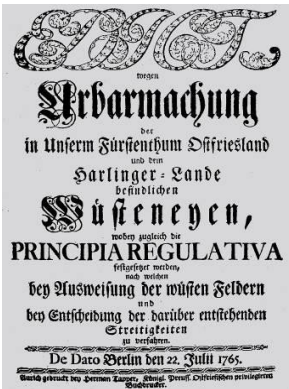 EDICT
wegen
Urbarmachung
der
in Unserm Fürstenthum Ostfriesland
und dem
Harlinger-Lande
befindlichen
Wüsteneyen,
wobey zugleich die
PRINCIPIA REGULATIVA
festgesetzet werden,
nach welchen
bey Ausweisung der wüsten Feldern
und
bey Entscheidung der darüber entstehenden
Streitigkeiten
zu verfahren.
De Dato Berlin den 22. Julii 1765.
Aurich gedruckt bey Herman Tapper, Königl. Preuss. Ostfriesischen privilegirten
Buchdrucker.